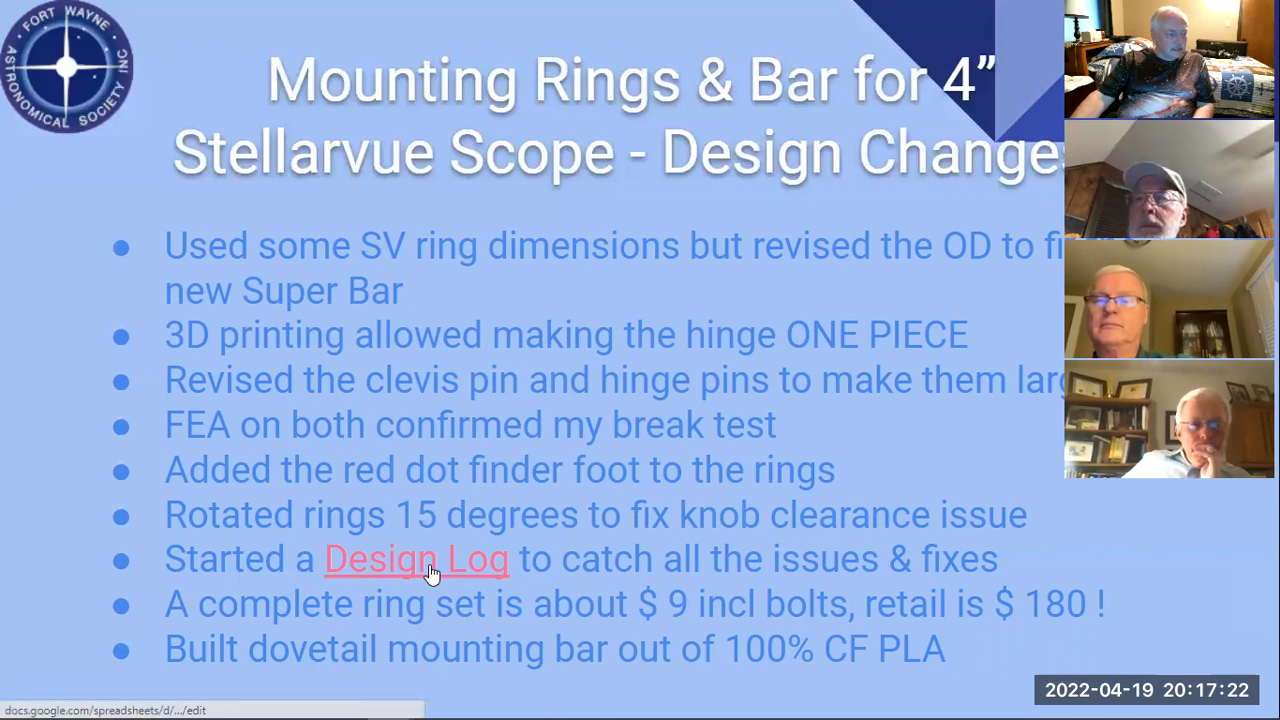 FORT WAYNE
ASTRONOMICAL SOCIETY INC
Mounting Rings & Bar for 4”
Stellarvue Scope - Design Changes
● Used some SV ring dimensions but revised the OD to
new Super Bar
● 3D printing allowed making the hinge ONE PIECE
● Revised the clevis pin and hinge pins to make them
● FEA on both confirmed my break test
● Added the red dot finder foot to the rings
● Rotated rings 15 degrees to fix knob clearance issue
● Started a Design Log to catch all the issues & fixes
● A complete ring set is about $ 9 incl bolts, retail is $ 180 !
● Built dovetail mounting bar out of 100% CF PLA
docs.google.com/spreadsheets/d/.../edit
2022-04-19 20:17:22